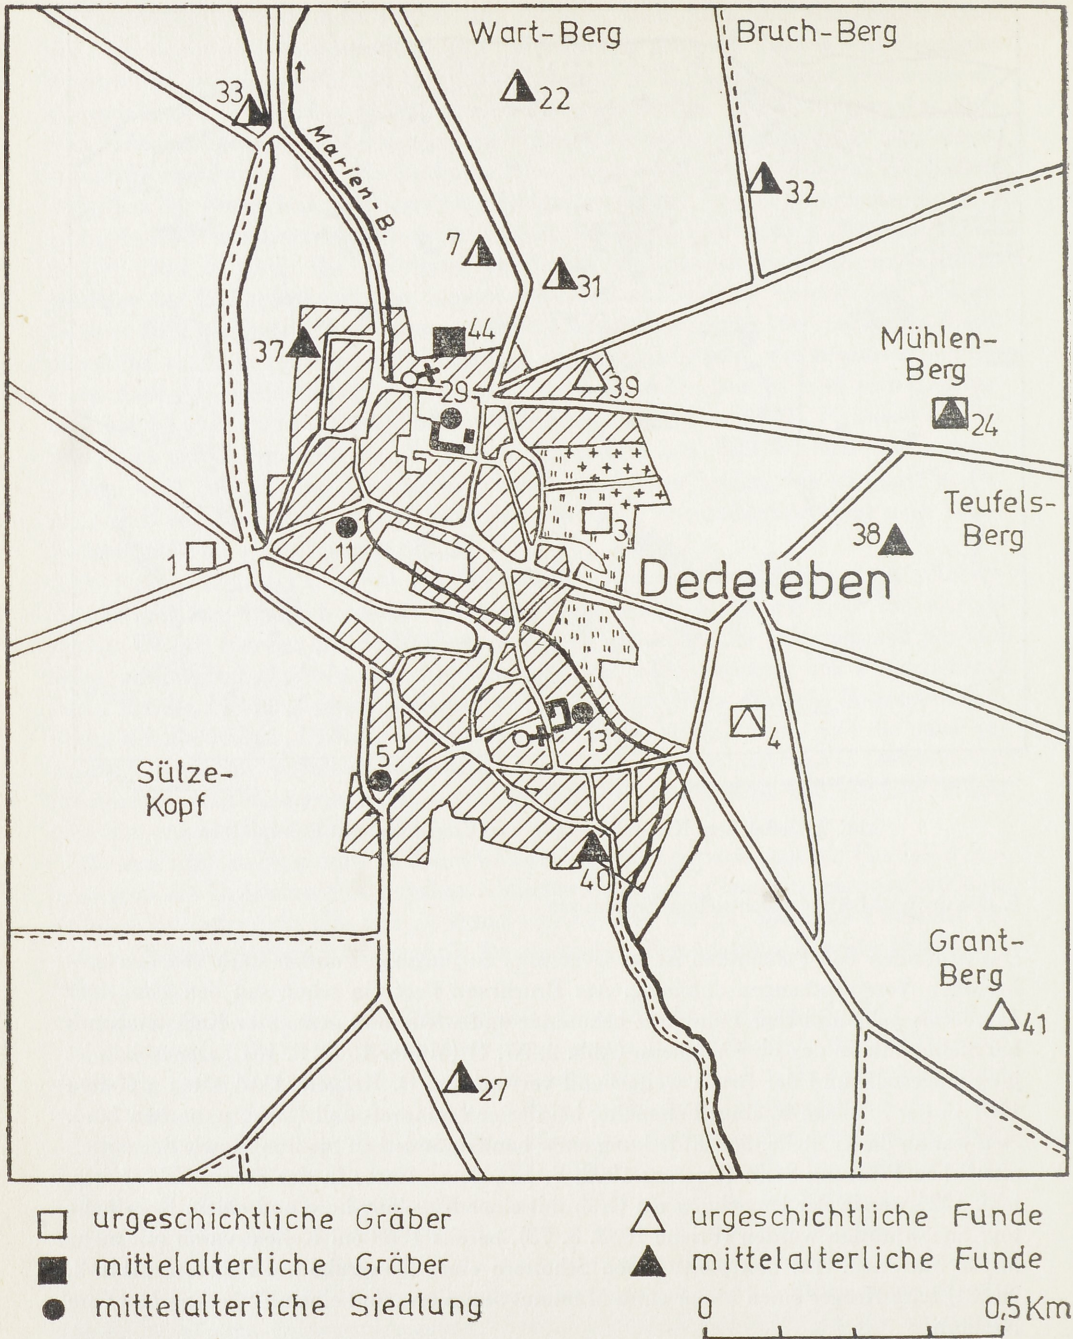 Wart-Berg
Bruch-Berg
22
33
Marien-B.
32
7
31
44
37
Mühlen-
Berg
39
29
24
Teufels-
Berg
3
38
11
1
Dedeleben
4
13
5
Sülze-
Kopf
40
Grant-
Berg
41
27
urgeschichtliche Gräber
mittelalterliche Gräber
mittelalterliche Siedlung
urgeschichtliche Funde
mittelalterliche Funde
0
0,5Km